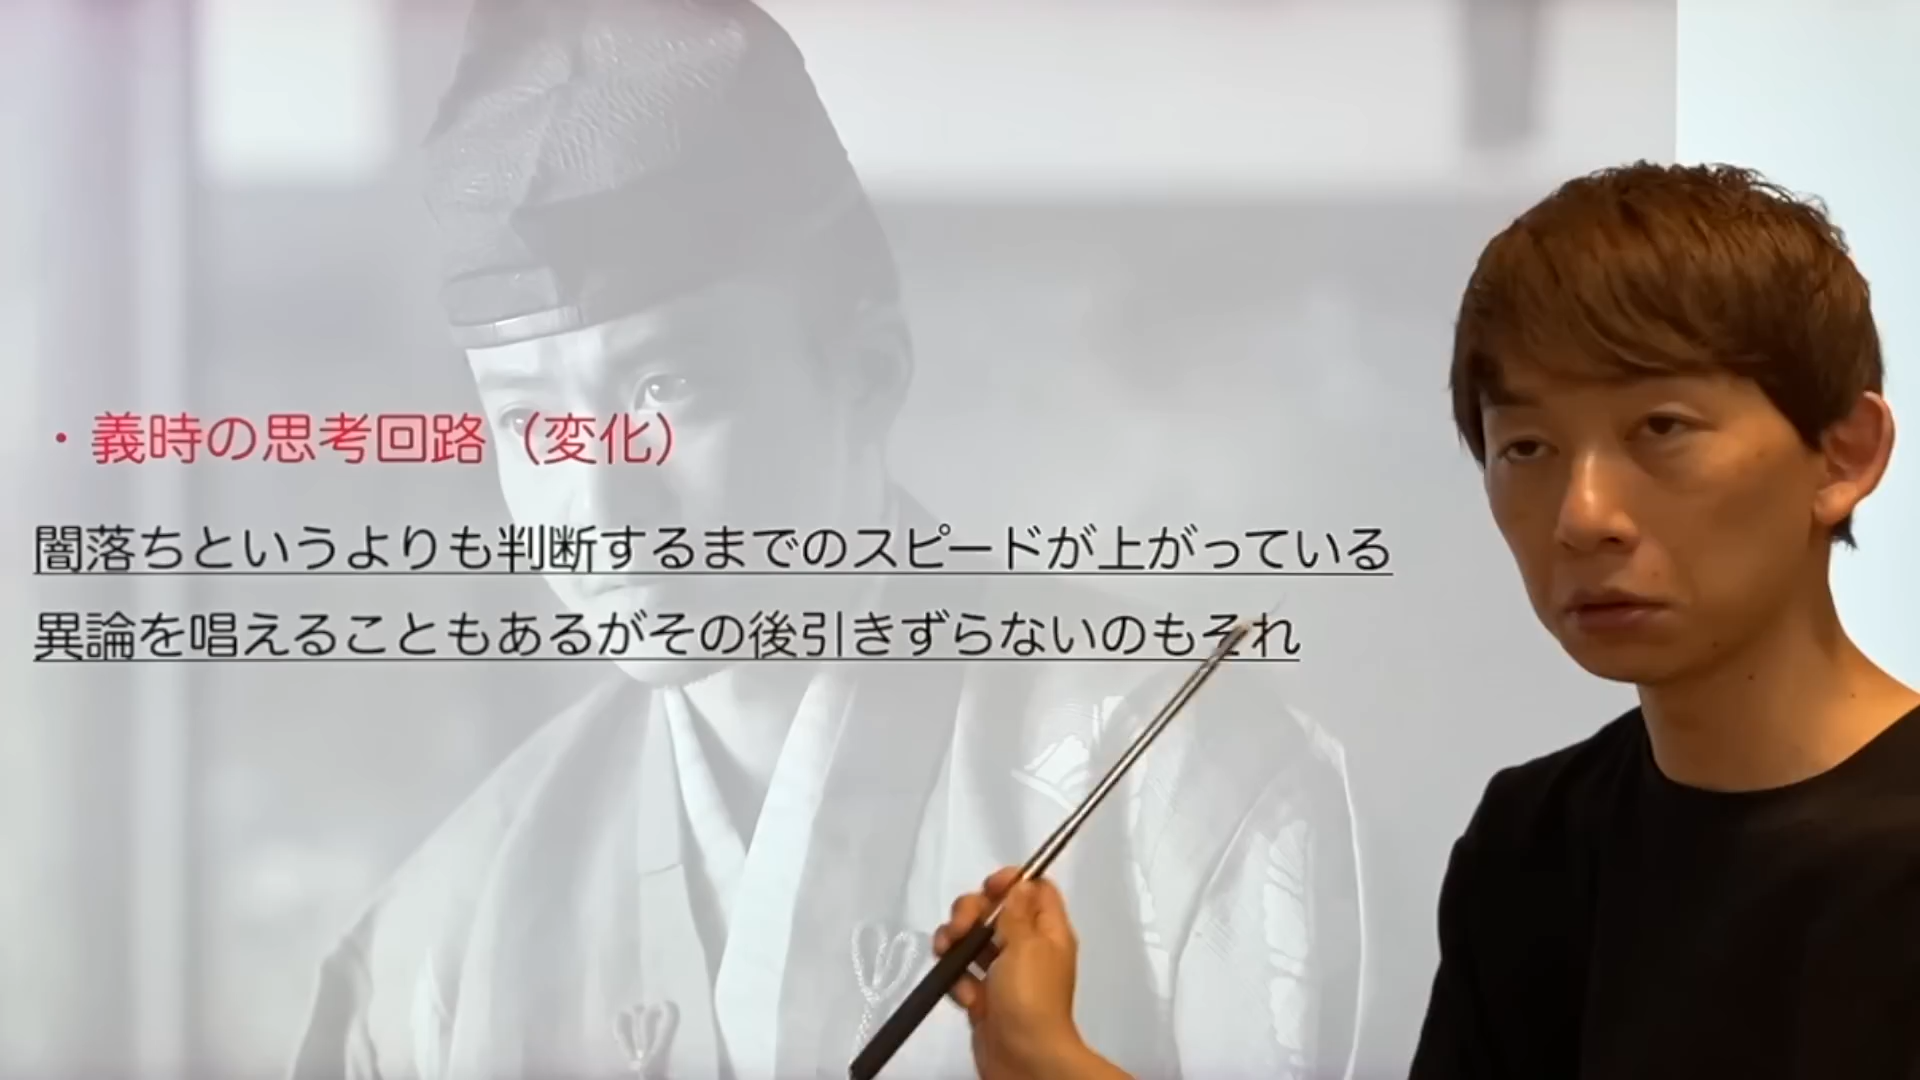 ・義時の思考回路（変化）
闇落ちというよりも判断するまでのスピードが上がっている
異論を唱えることもあるがその後引きずらないのもそれ